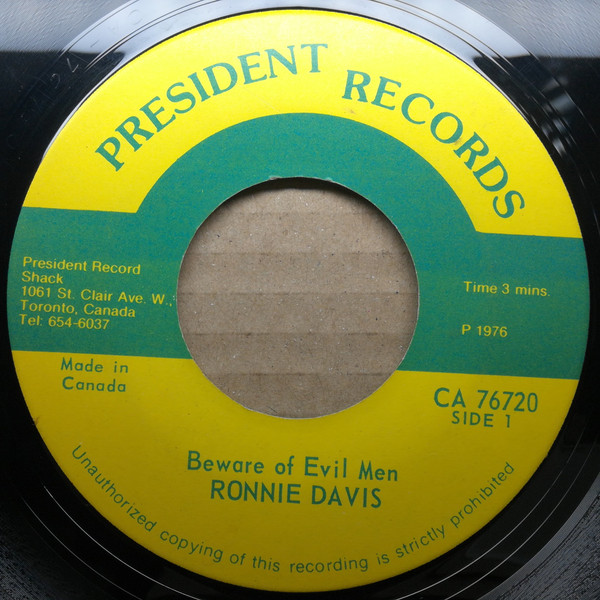 PRESIDENT RECORDS
President Record
Shack
1061 St. Clair Ave. W.,
Toronto, Canada
Tel: 654-6037
Time 3 mins.
P 1976
Made in
Canada
CA 76720
SIDE 1
Beware of Evil Men
RONNIE DAVIS
Unauthorized copying of this recording is strictly prohibited